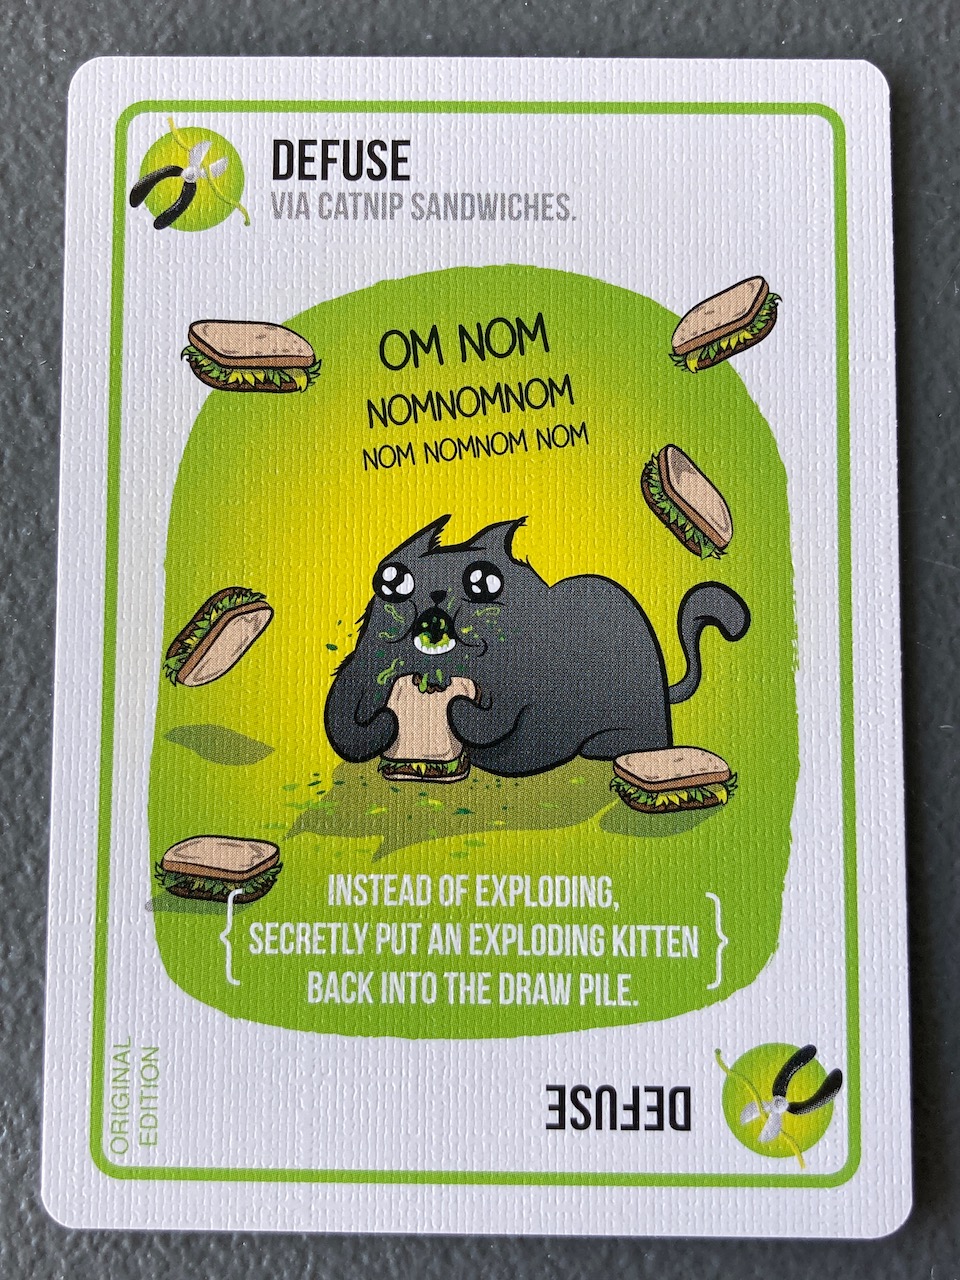 DEFUSE
VIA CATNIP SANDWICHES.
OM NOM
NOMNOMNOM
NOM NOMNOM NOM
INSTEAD OF EXPLODING,
SECRETLY PUT AN EXPLODING KITTEN
BACK INTO THE DRAW PILE.
ORIGINAL
EDITION
DEFUSE